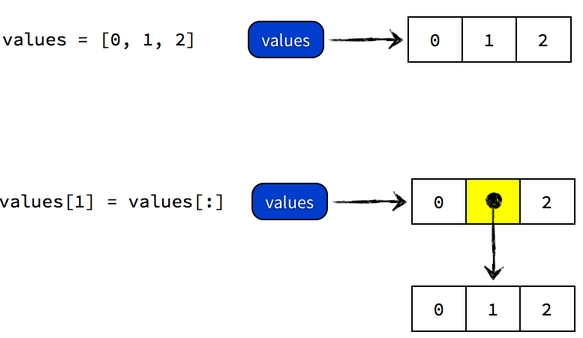 values = [0, 1, 2] values 0 1 2
values[1] = values[:] values 0 2
0 1 2